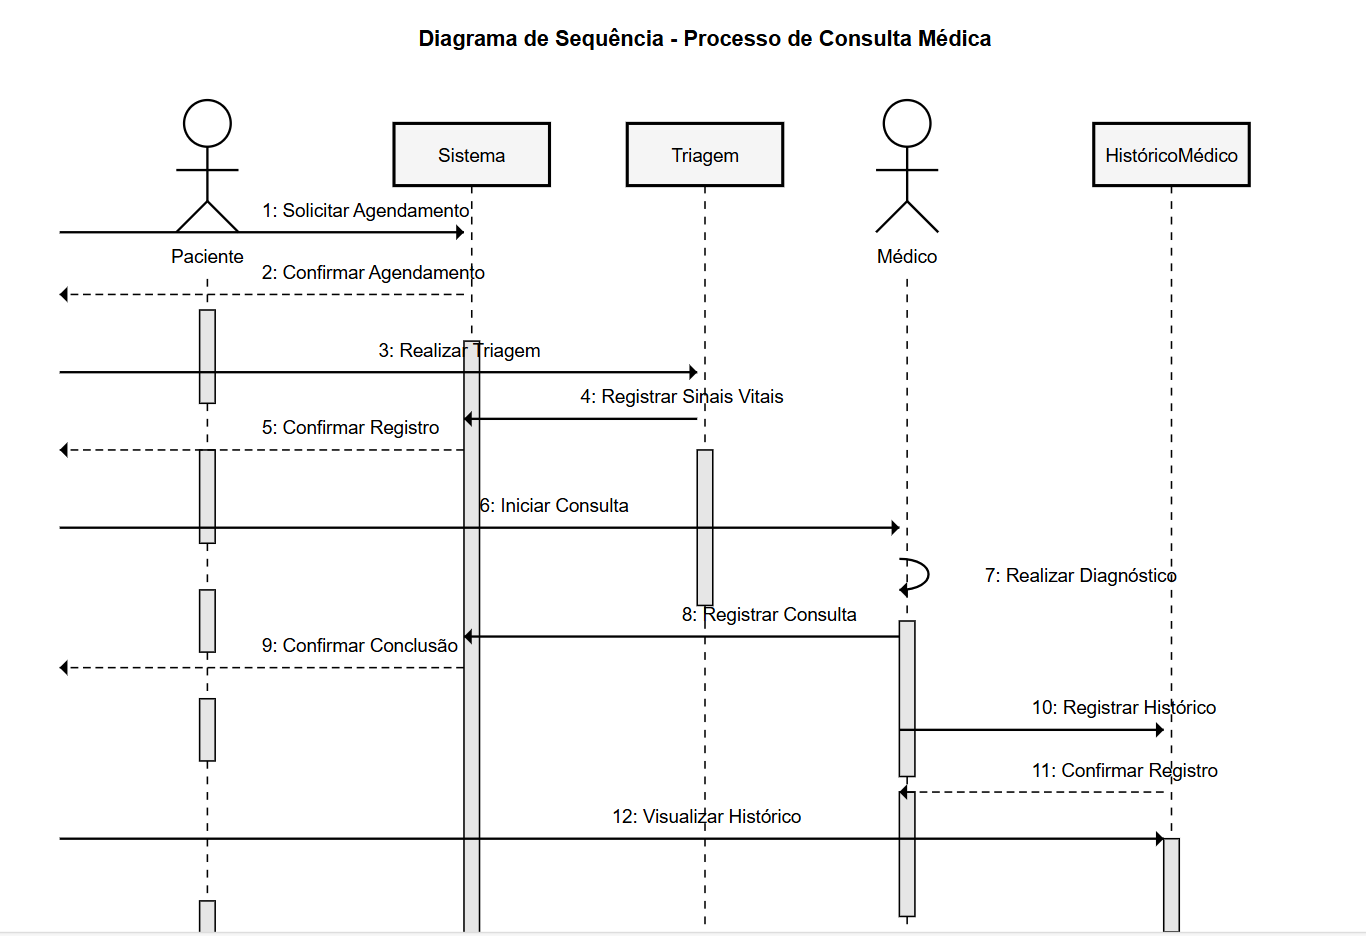 Diagrama de Sequência - Processo de Consulta Médica
Sistema
Triagem
HistóricoMédico
1: Solicitar Agendamento
Paciente
Médico
2: Confirmar Agendamento
3: Realizar Triagem
4: Registrar Sinais Vitais
5: Confirmar Registro
6: Iniciar Consulta
7: Realizar Diagnóstico
8: Registrar Consulta
9: Confirmar Conclusão
10: Registrar Histórico
11: Confirmar Registro
12: Visualizar Histórico